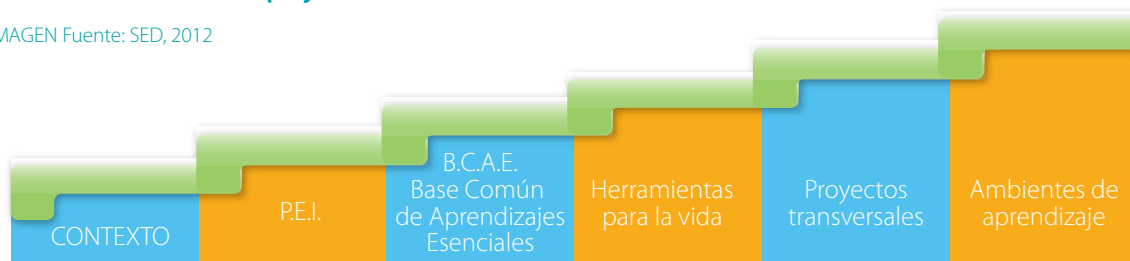 MAGEN Fuente: SED, 2012
CONTEXTO
P.E.I.
B.C.A.E.
Base Común
de Aprendizajes
Esenciales
Herramientas
para la vida
Proyectos
transversales
Ambientes de
aprendizaje